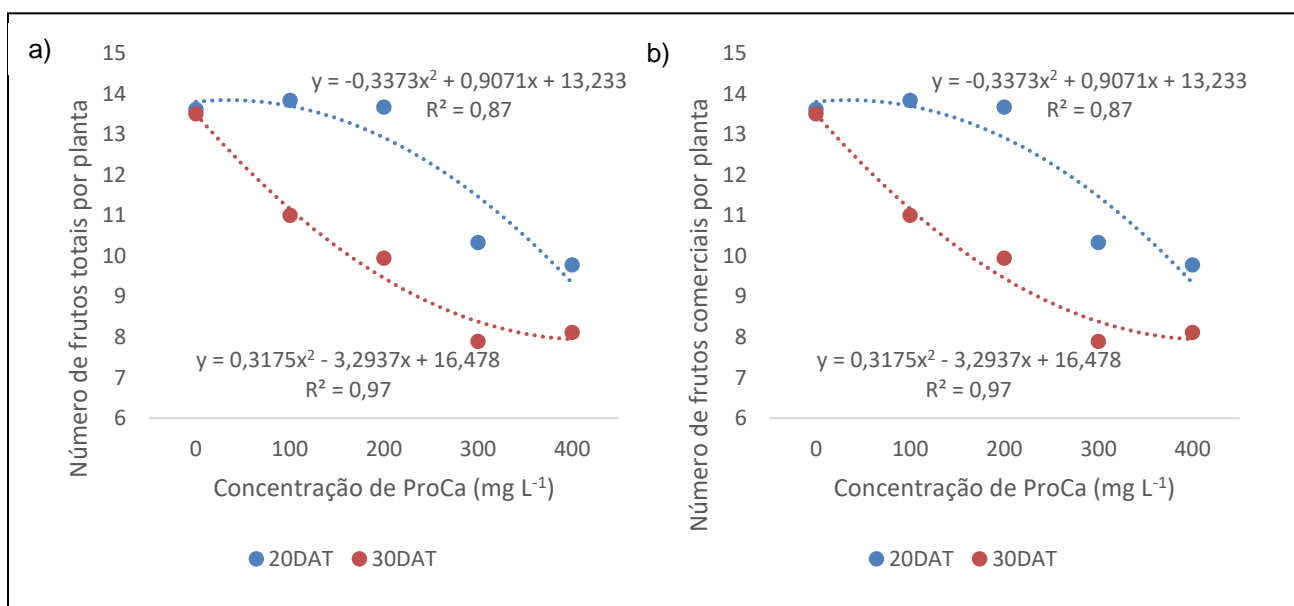 a)
Número de frutos totais por planta
15
14
13
12
11
10
9
8
7
6
y = -0,3373x² + 0,9071x + 13,233
R² = 0,87
y = 0,3175x² - 3,2937x + 16,478
R² = 0,97
0 100 200 300 400
Concentração de ProCa (mg L⁻¹)
20DAT 30DAT
b)
Número de frutos comerciais por planta
15
14
13
12
11
10
9
8
7
6
y = -0,3373x² + 0,9071x + 13,233
R² = 0,87
y = 0,3175x² - 3,2937x + 16,478
R² = 0,97
0 100 200 300 400
Concentração de ProCa (mg L⁻¹)
20DAT 30DAT